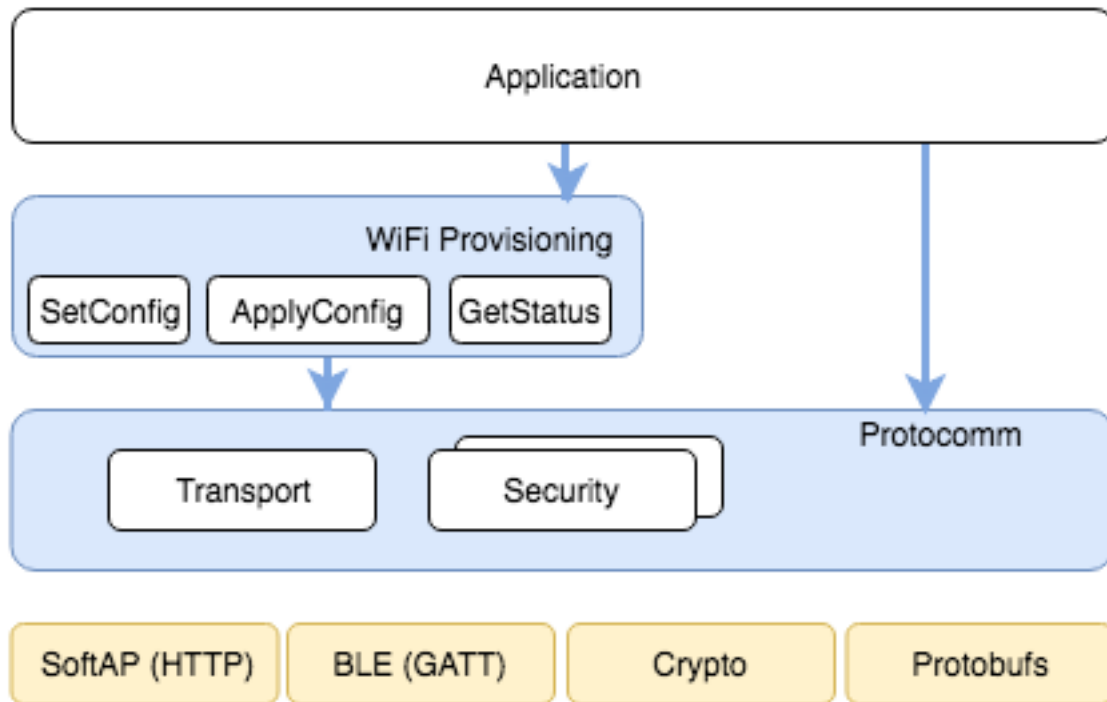 Application
WiFi Provisioning
SetConfig
ApplyConfig
GetStatus
Protocomm
Transport
Security
SoftAP (HTTP)
BLE (GATT)
Crypto
Protobufs